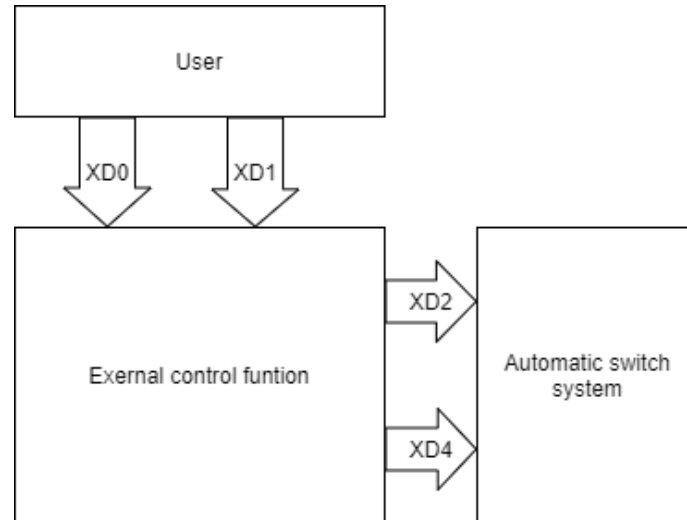 User
XD0
XD1
XD2
Exernal control funtion
Automatic switch
system
XD4